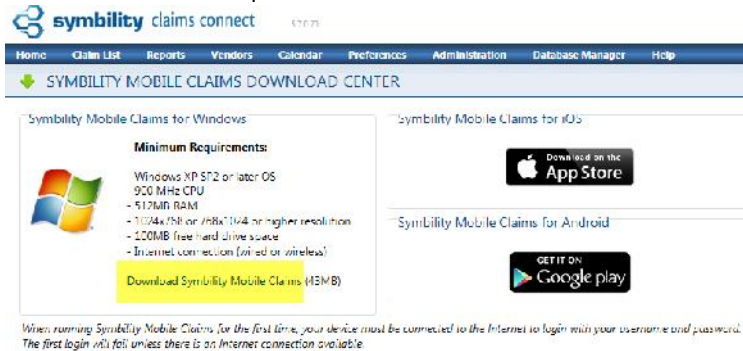 symbility claims connect
Home Claim List Reports Vendors Calendar Preferences Administration Database Manager Help
SYMBILITY MOBILE CLAIMS DOWNLOAD CENTER
Symbility Mobile Claims for Windows
Minimum Requirements:
Windows XP SP2 or later OS
900 MHz CPU
- 512MB RAM
- 1024x768 or 768x1024 or higher resolution
- 100MB free hard drive space
- Internet connection (wired or wireless)
Download Symbility Mobile Claims (43MB)
Symbility Mobile Claims for iOS
Download on the
App Store
Symbility Mobile Claims for Android
GET IT ON
Google play
When running Symbility Mobile Claims for the first time, your device must be connected to the Internet to login with your username and password.
The first login will fail unless there is an Internet connection available.